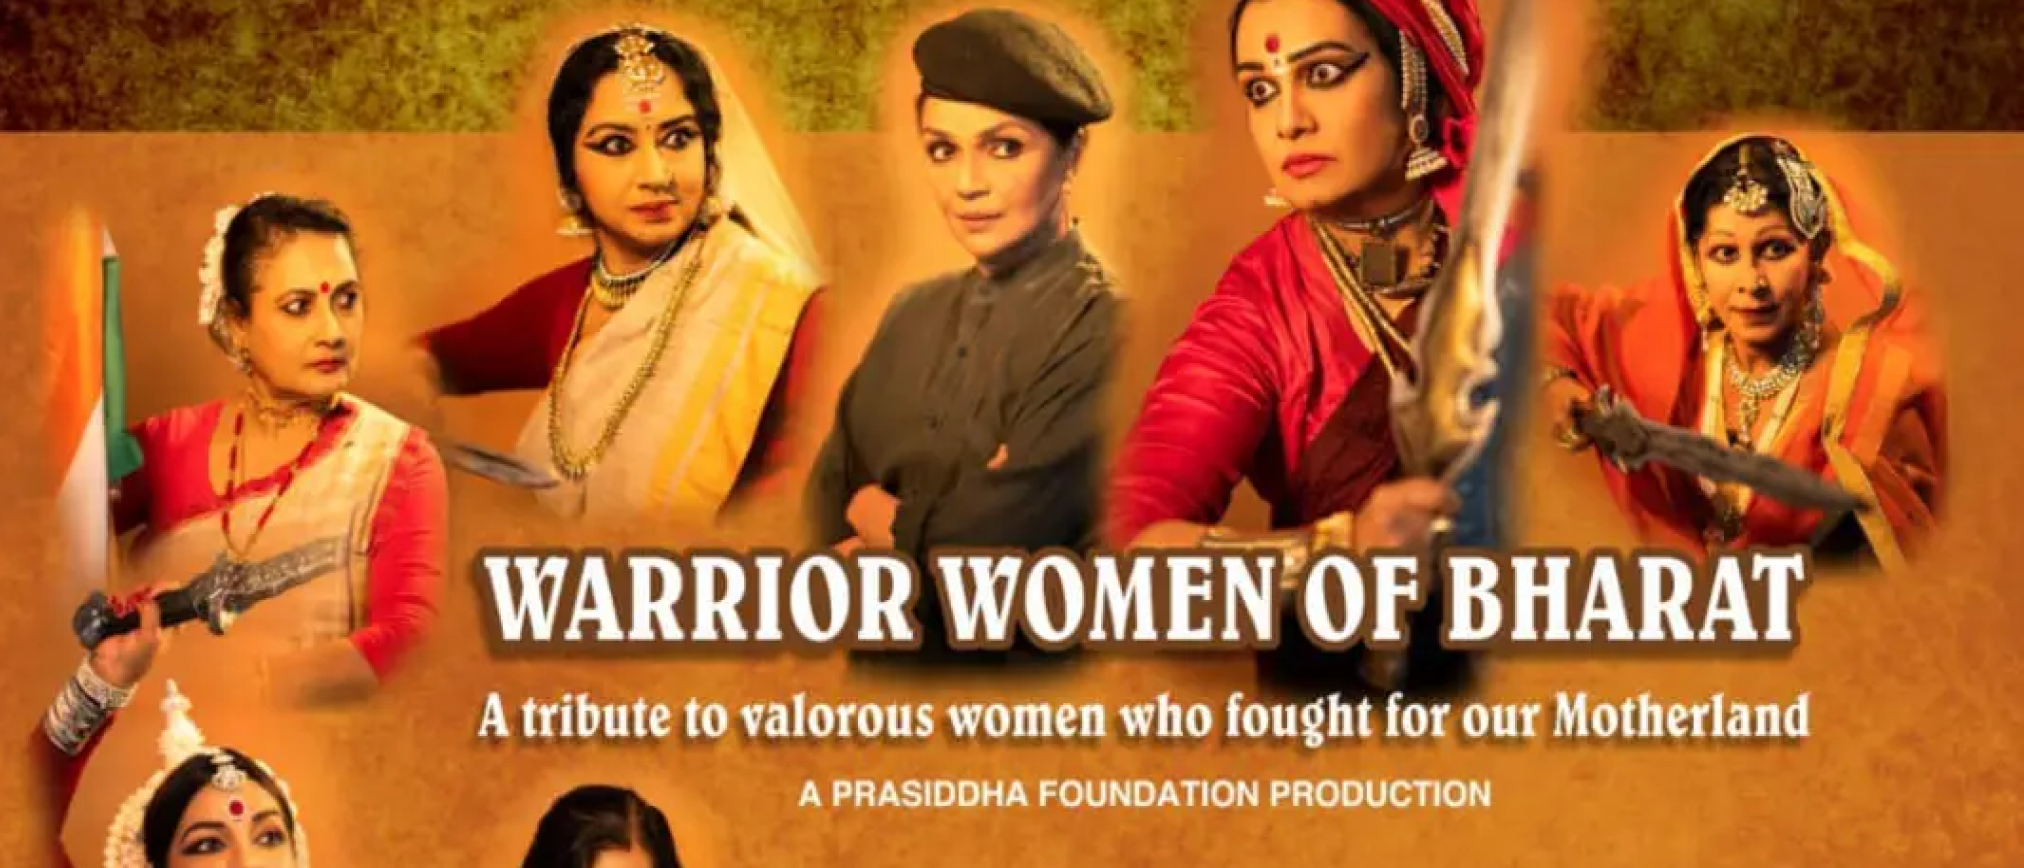 WARRIOR WOMEN OF BHARAT
A tribute to valorous women who fought for our Motherland
A PRASIDDHA FOUNDATION PRODUCTION